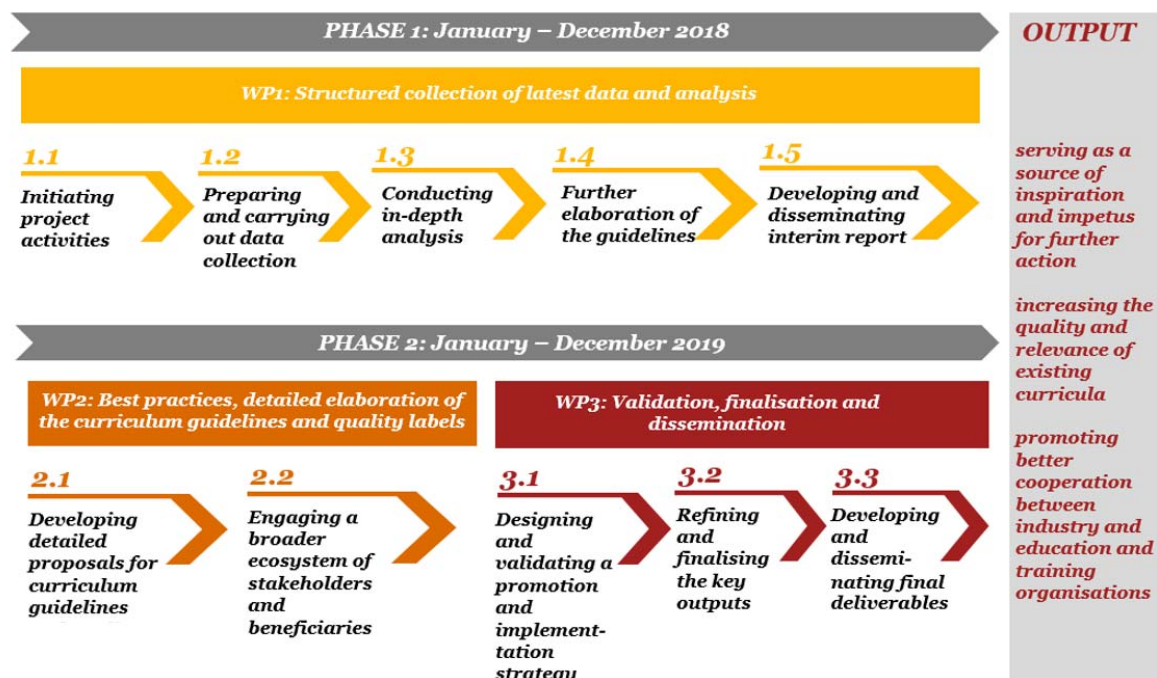 PHASE 1: January – December 2018
WP1: Structured collection of latest data and analysis
1.1
Initiating
project
activities
1.2
Preparing
and carrying
out data
collection
1.3
Conducting
in-depth
analysis
1.4
Further
elaboration of
the guidelines
1.5
Developing and
disseminating
interim report
PHASE 2: January – December 2019
WP2: Best practices, detailed elaboration of
the curriculum guidelines and quality labels
2.1
Developing
detailed
proposals for
curriculum
guidelines
2.2
Engaging a
broader
ecosystem of
stakeholders
and
beneficiaries
WP3: Validation, finalisation and
dissemination
3.1
Designing
and
validating a
promotion
and
implement-
tation
strategy
3.2
Refining
and
finalising
the key
outputs
3.3
Developing
and
dissemi-
nating final
deliverables
OUTPUT
serving as a
source of
inspiration
and impetus
for further
action
increasing the
quality and
relevance of
existing
curricula
promoting
better
cooperation
between
industry and
education and
training
organisations